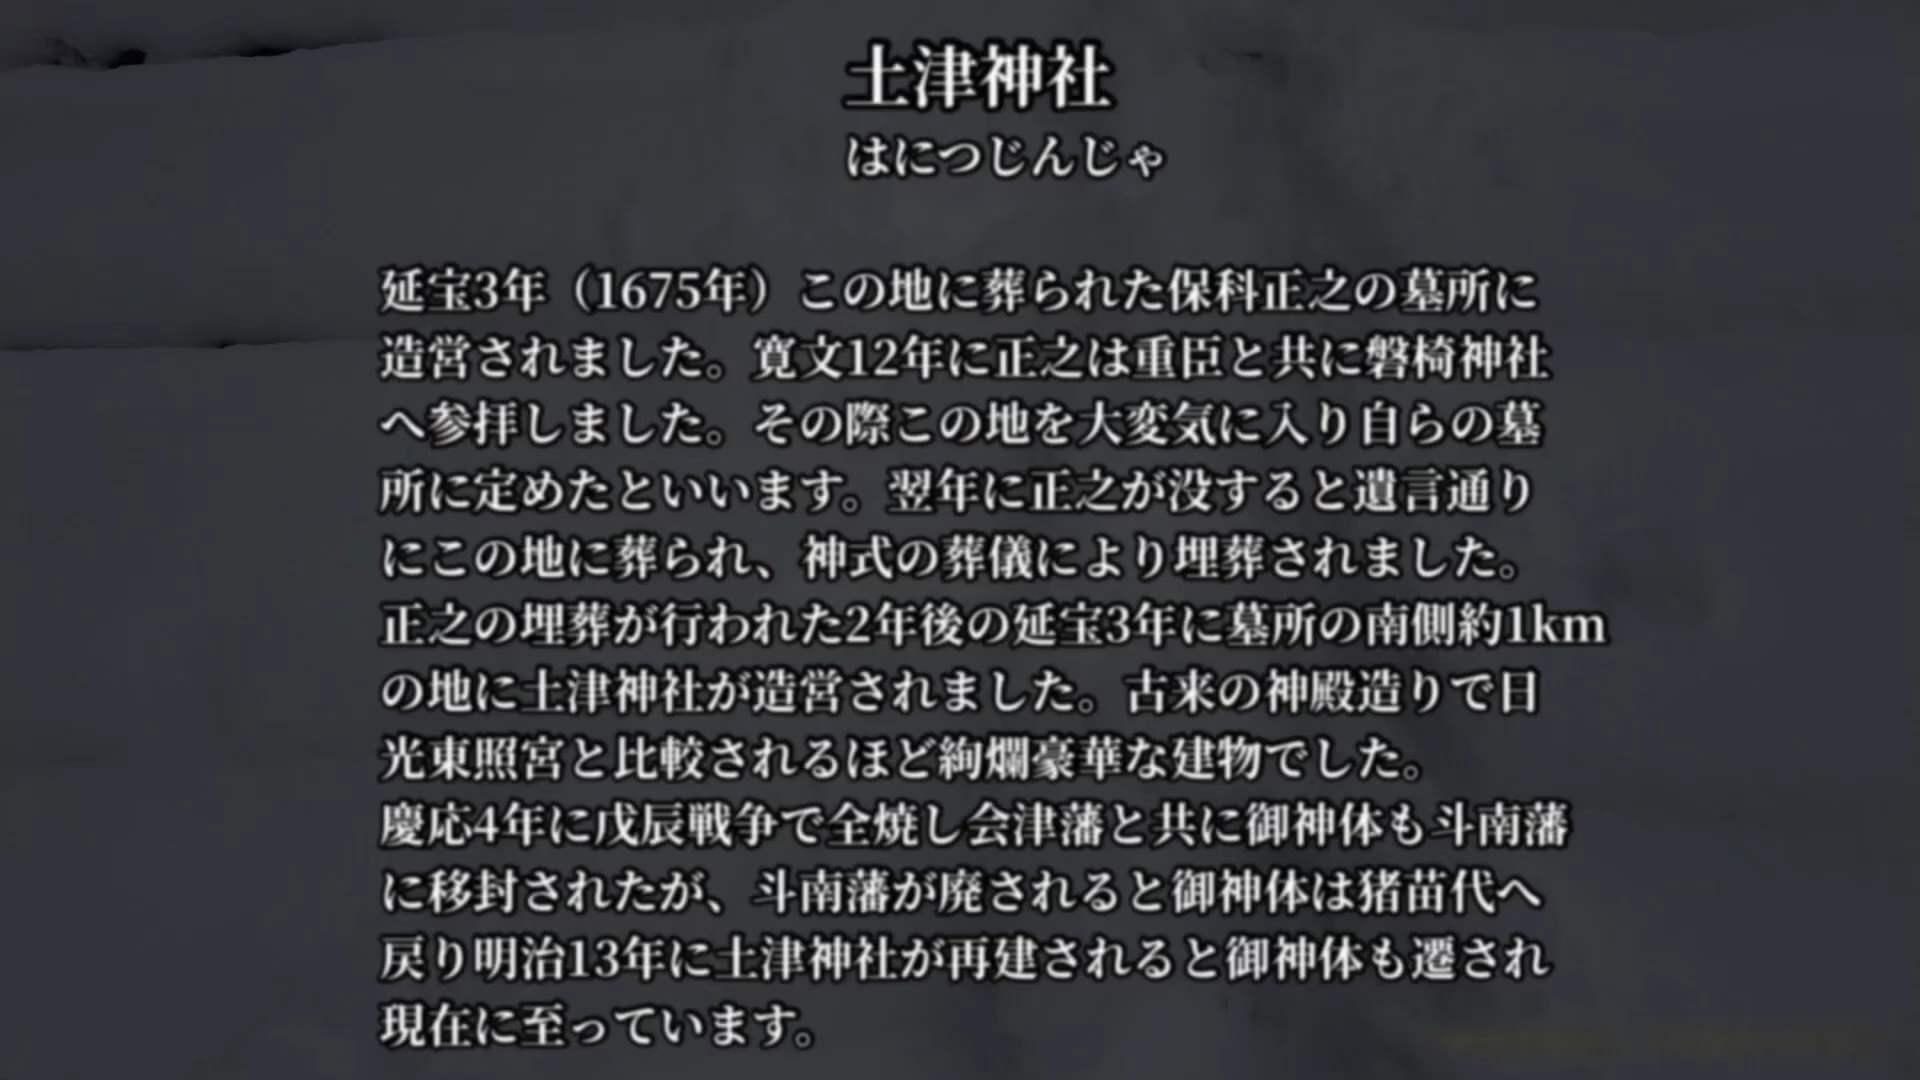 土津神社
はにつじんじゃ
延宝3年（1675年）この地に葬られた保科正之の墓所に
造営されました。寛文12年に正之は重臣と共に磐椅神社
へ参拝しました。その際この地を大変気に入り自らの墓
所に定めたといいます。翌年に正之が没すると遺言通り
にこの地に葬られ、神式の葬儀により埋葬されました。
正之の埋葬が行われた2年後の延宝3年に墓所の南側約1km
の地に土津神社が造営されました。古来の神殿造りで日
光東照宮と比較されるほど絢爛豪華な建物でした。
慶応4年に戊辰戦争で全焼し会津藩と共に御神体も斗南藩
に移封されたが、斗南藩が廃されると御神体は猪苗代へ
戻り明治13年に土津神社が再建されると御神体も遷され
現在に至っています。